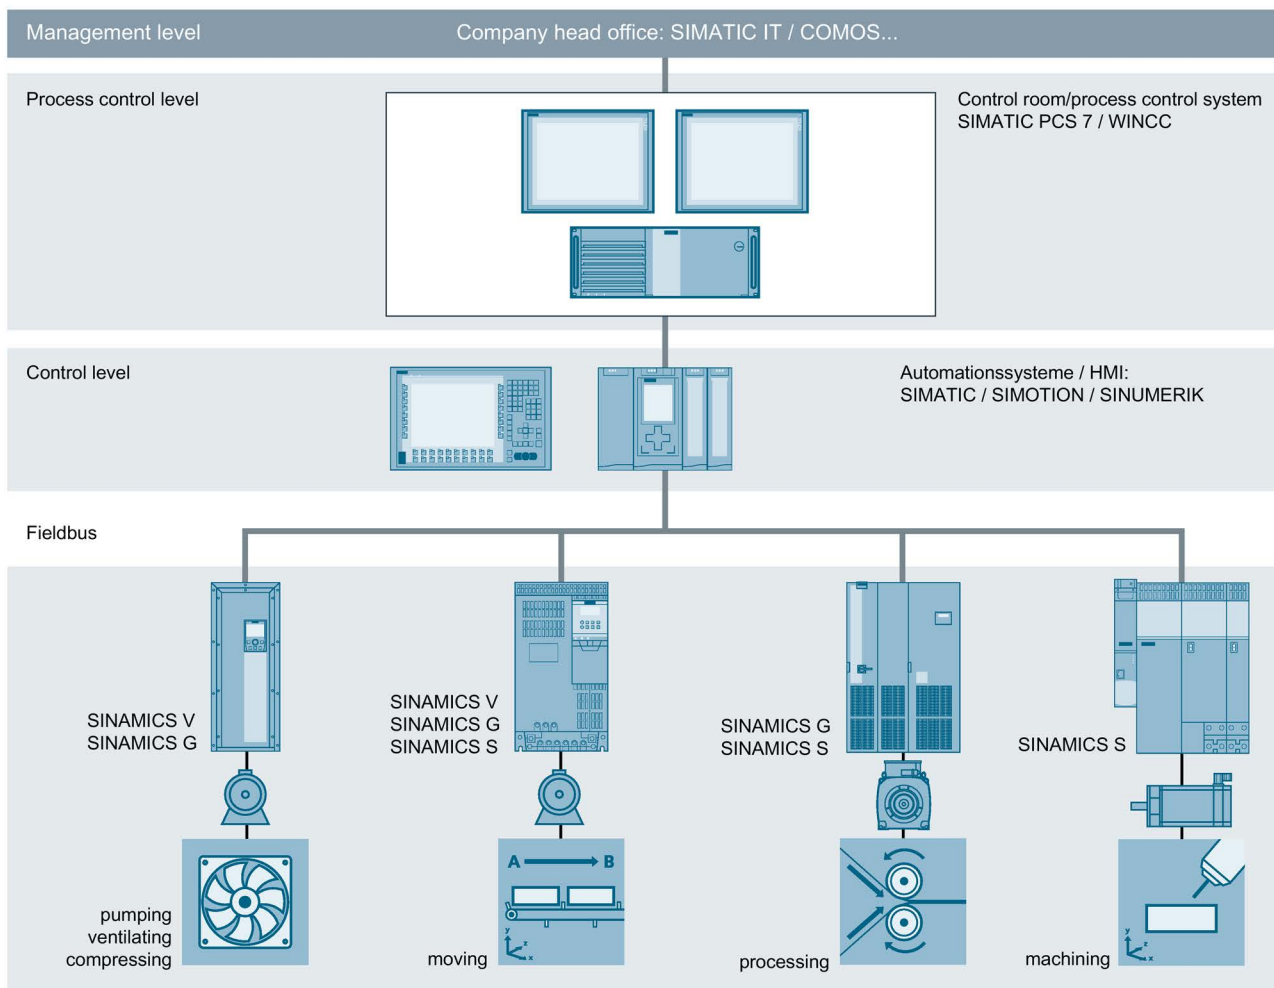 Management level
Company head office: SIMATIC IT / COMOS...
Process control level
Control room/process control system
SIMATIC PCS 7 / WINCC
Control level
Automationssysteme / HMI:
SIMATIC / SIMOTION / SINUMERIK
Fieldbus
SINAMICS V
SINAMICS G
SINAMICS V
SINAMICS G
SINAMICS S
SINAMICS G
SINAMICS S
SINAMICS S
pumping
ventilating
compressing
A B
y
z
x
moving
processing
y
z
x
machining